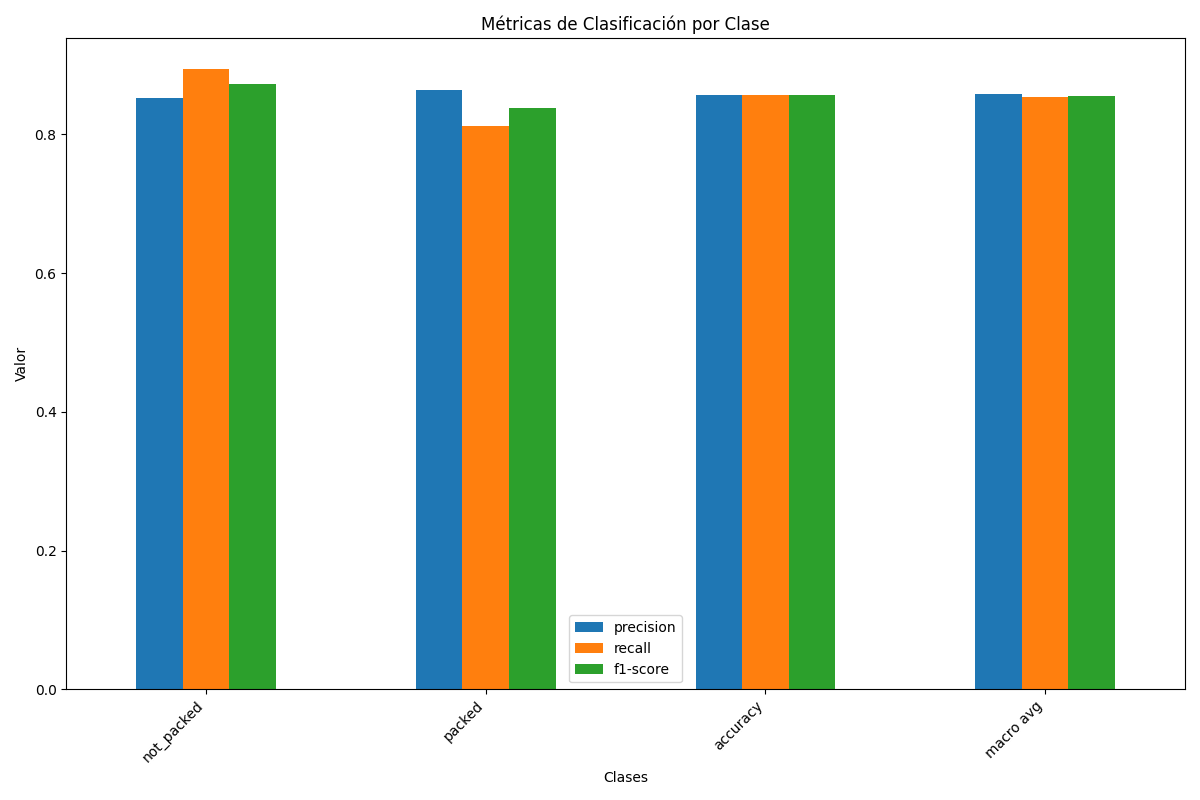 Métricas de Clasificación por Clase
Valor
0.8
0.6
0.4
0.2
0.0
precision
recall
f1-score
not_packed
packed
accuracy
macro avg
Clases